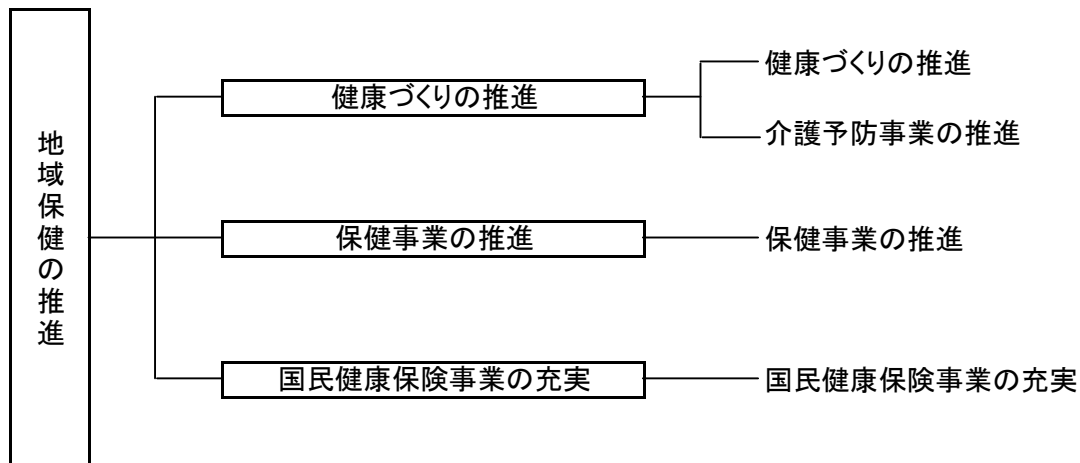 地域保健の推進
健康づくりの推進
健康づくりの推進
介護予防事業の推進
保健事業の推進
保健事業の推進
国民健康保険事業の充実
国民健康保険事業の充実